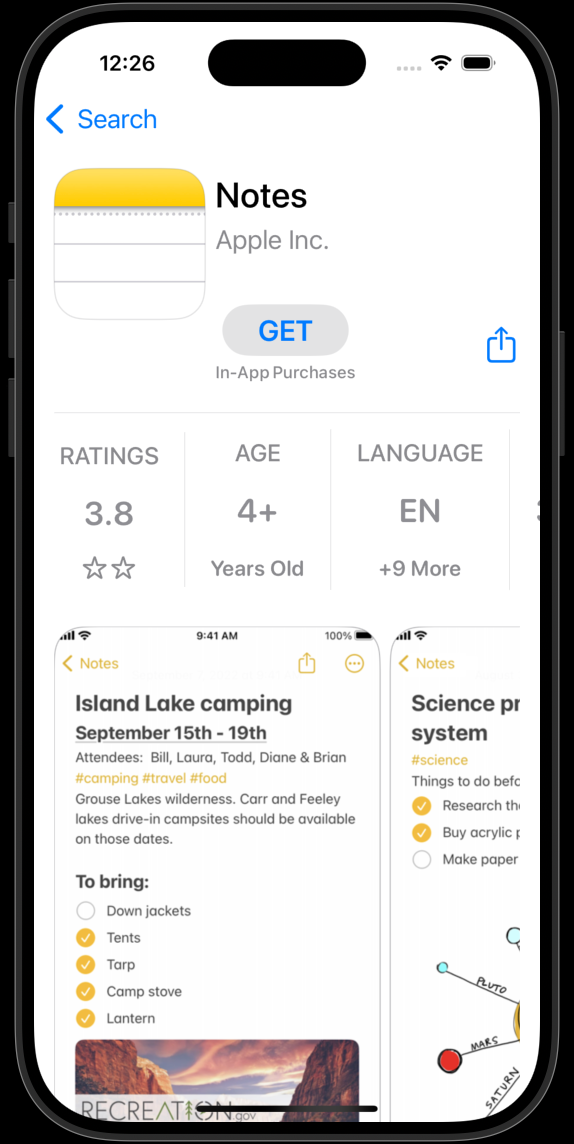 12:26
Search
Notes
Apple Inc.
GET
In-App Purchases
RATINGS
3.8
AGE
4+
Years Old
LANGUAGE
EN
+9 More
9:41 AM
100%
Notes
Island Lake camping
September 15th - 19th
Attendees: Bill, Laura, Todd, Diane & Brian
#camping #travel #food
Grouse Lakes wilderness. Carr and Feeley
lakes drive-in campsites should be available
on those dates.
To bring:
Down jackets
Tents
Tarp
Camp stove
Lantern
RECREATION.gov
Notes
Science
system
#science
Things to do
Research
Buy acrylic
Make paper
PLUTO
MARS
SATURN